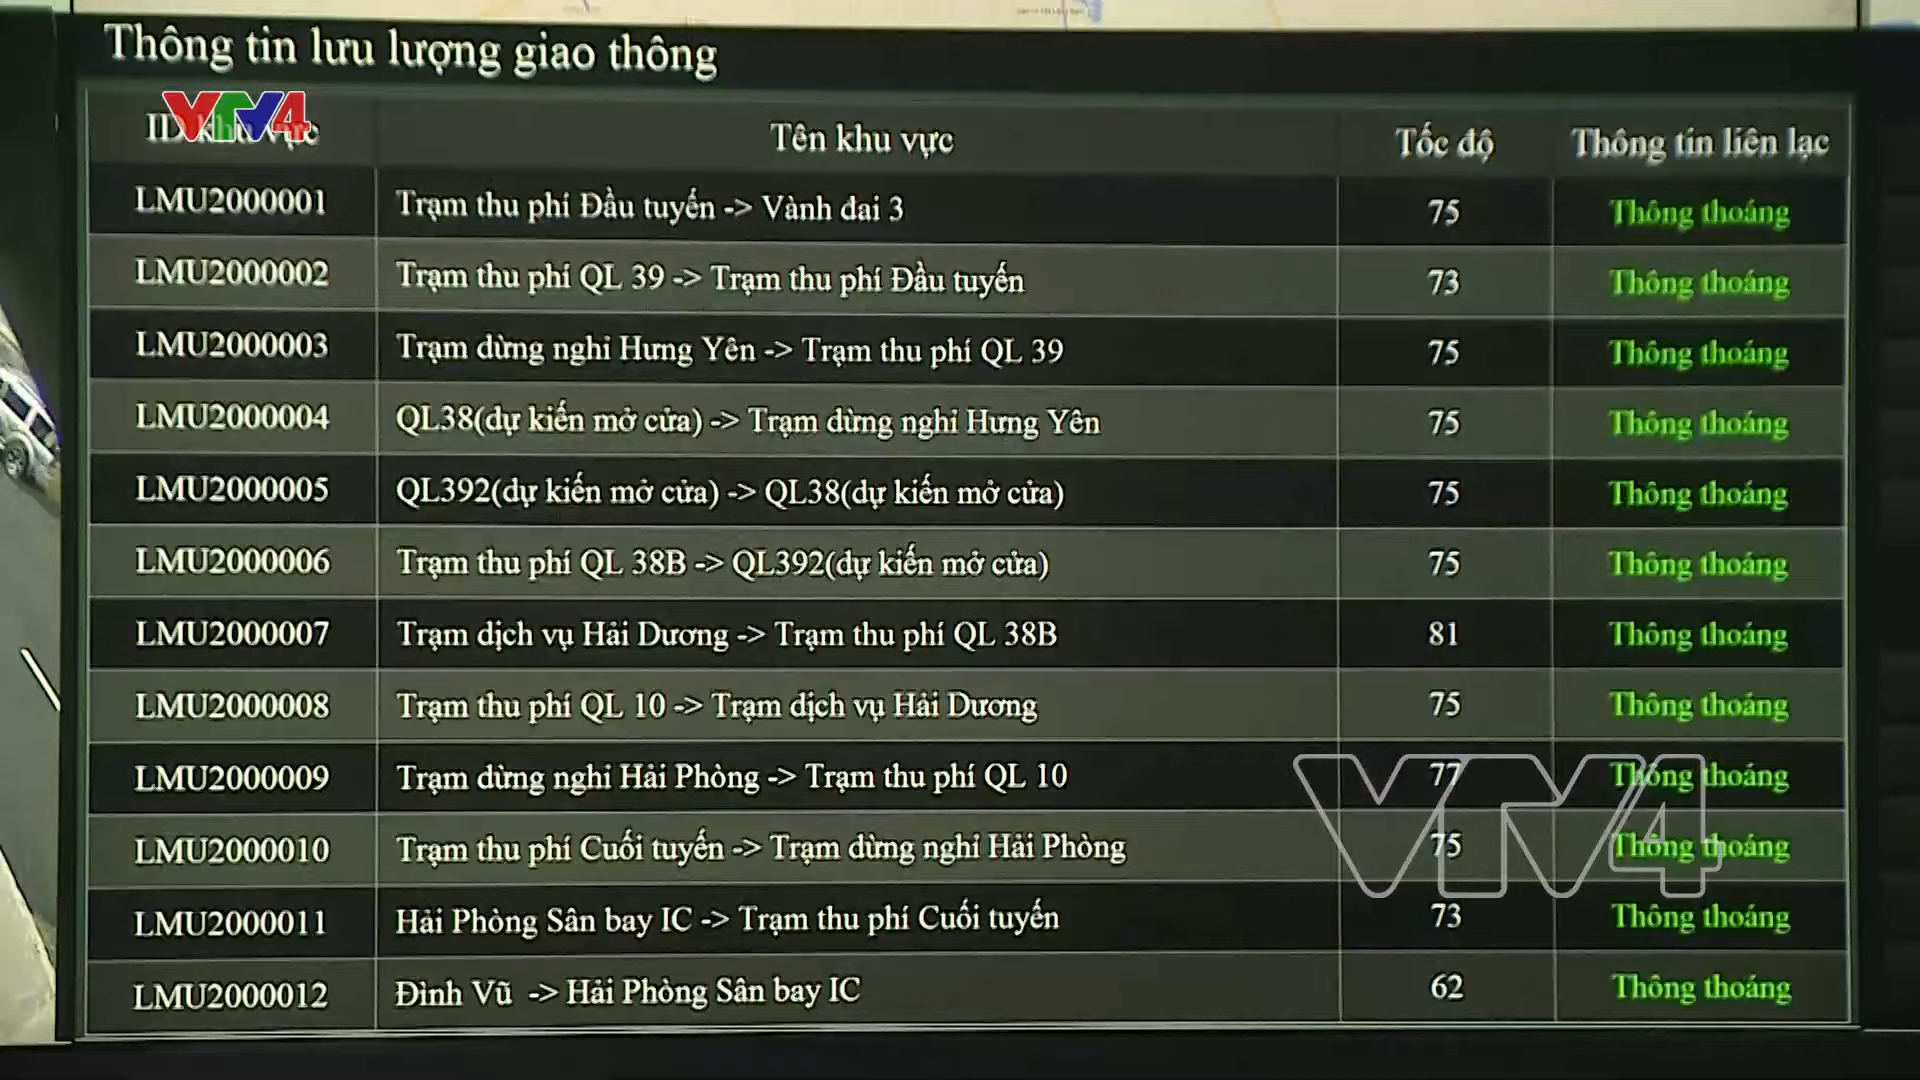 Thông tin lưu lượng giao thông
VTV4
ID khu vực Tên khu vực Tốc độ Thông tin liên lạc
LMU2000001 Trạm thu phí Đầu tuyến -> Vành đai 3 75 Thông thoáng
LMU2000002 Trạm thu phí QL 39 -> Trạm thu phí Đầu tuyến 73 Thông thoáng
LMU2000003 Trạm dừng nghỉ Hưng Yên -> Trạm thu phí QL 39 75 Thông thoáng
LMU2000004 QL38(dự kiến mở cửa) -> Trạm dừng nghỉ Hưng Yên 75 Thông thoáng
LMU2000005 QL392(dự kiến mở cửa) -> QL38(dự kiến mở cửa) 75 Thông thoáng
LMU2000006 Trạm thu phí QL 38B -> QL392(dự kiến mở cửa) 75 Thông thoáng
LMU2000007 Trạm dịch vụ Hải Dương -> Trạm thu phí QL 38B 81 Thông thoáng
LMU2000008 Trạm thu phí QL 10 -> Trạm dịch vụ Hải Dương 75 Thông thoáng
LMU2000009 Trạm dừng nghỉ Hải Phòng -> Trạm thu phí QL 10 77 Thông thoáng
VTV4
LMU2000010 Trạm thu phí Cuối tuyến -> Trạm dừng nghỉ Hải Phòng 75 Thông thoáng
LMU2000011 Hải Phòng Sân bay IC -> Trạm thu phí Cuối tuyến 73 Thông thoáng
LMU2000012 Đình Vũ -> Hải Phòng Sân bay IC 62 Thông thoáng